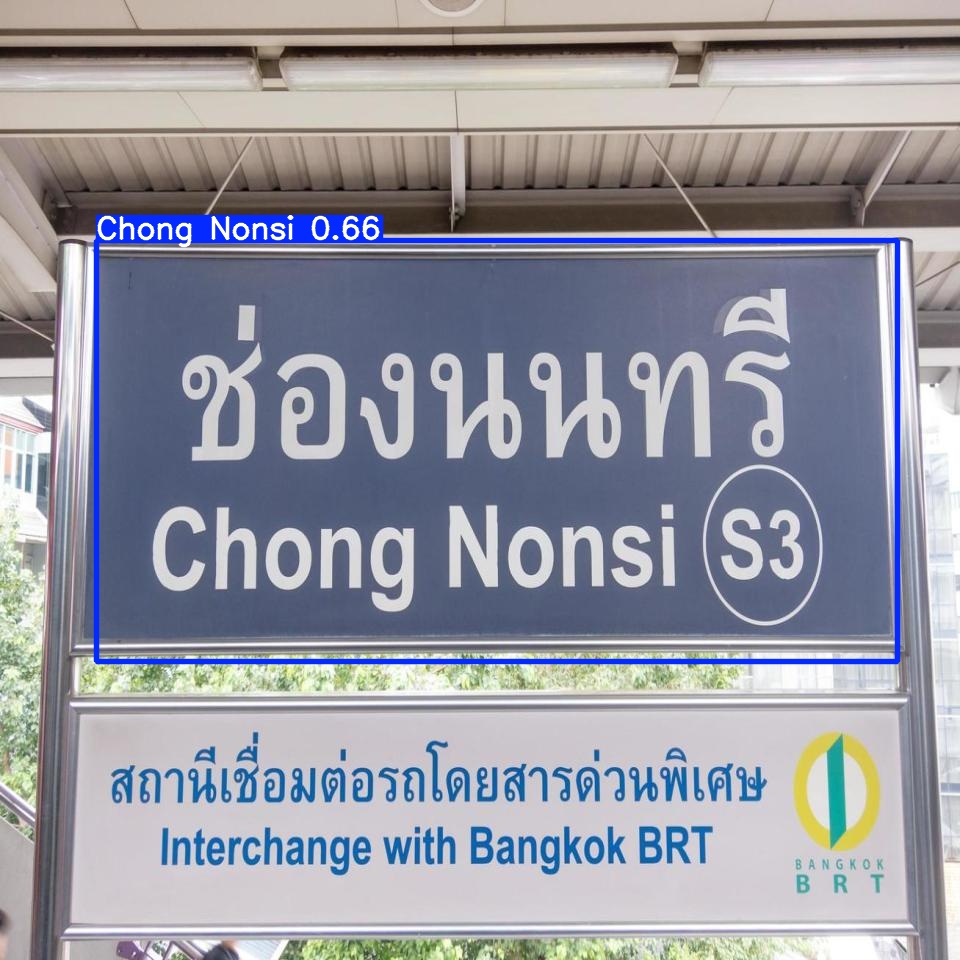 Chong Nonsi 0.66
ช่องนนทรี
Chong Nonsi S3
สถานีเชื่อมต่อรถโดยสารด่วนพิเศษ
Interchange with Bangkok BRT
BANGKOK
BRT